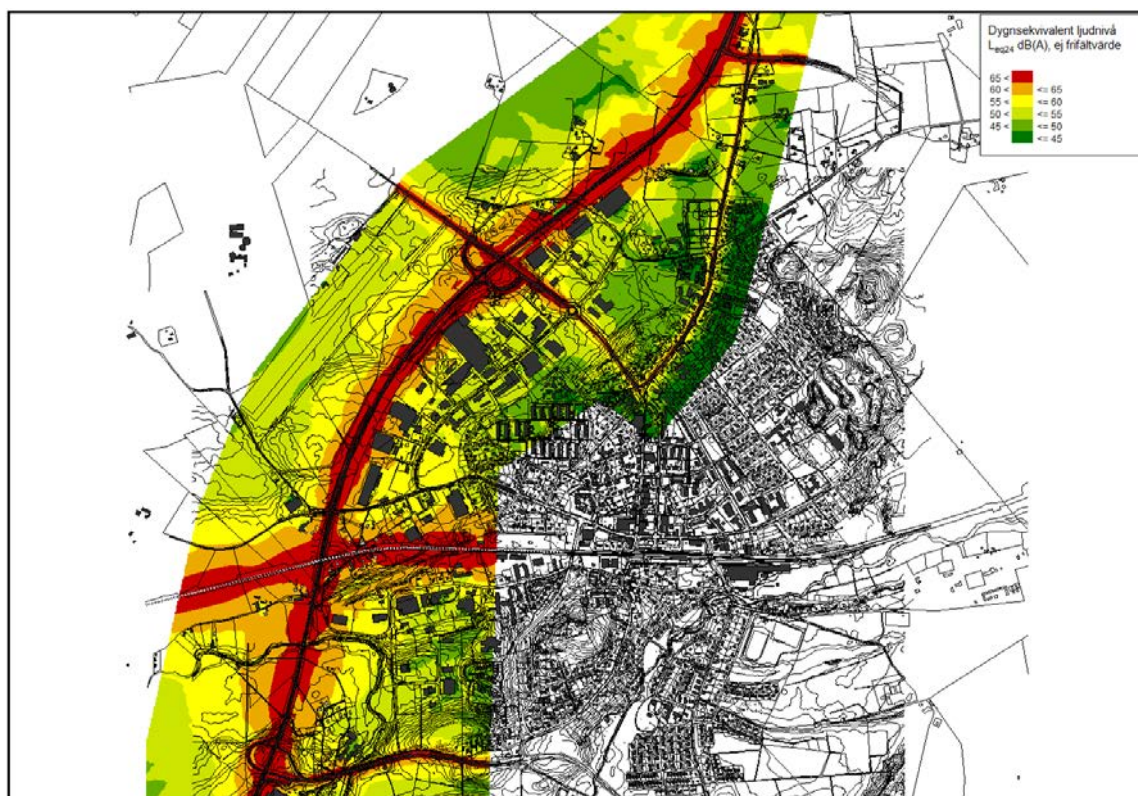 Dygnsekvivalent ljudnivå
Leq24 dB(A), ej frifältvärde
65 <
60 < <= 65
55 < <= 60
50 < <= 55
45 < <= 50
<= 45